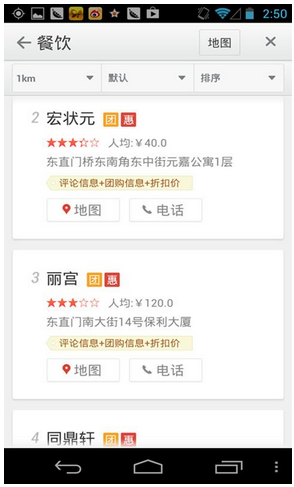 2:50
餐饮
地图
1km
默认
排序
2 宏状元 团 惠
人均:￥40.0
东直门桥东南角东中街元嘉公寓1层
评论信息+团购信息+折扣价
地图
电话
3 丽宫 团 惠
人均:￥120.0
东直门南大街14号保利大厦
评论信息+团购信息+折扣价
地图
电话
4 同鼎轩 团 惠